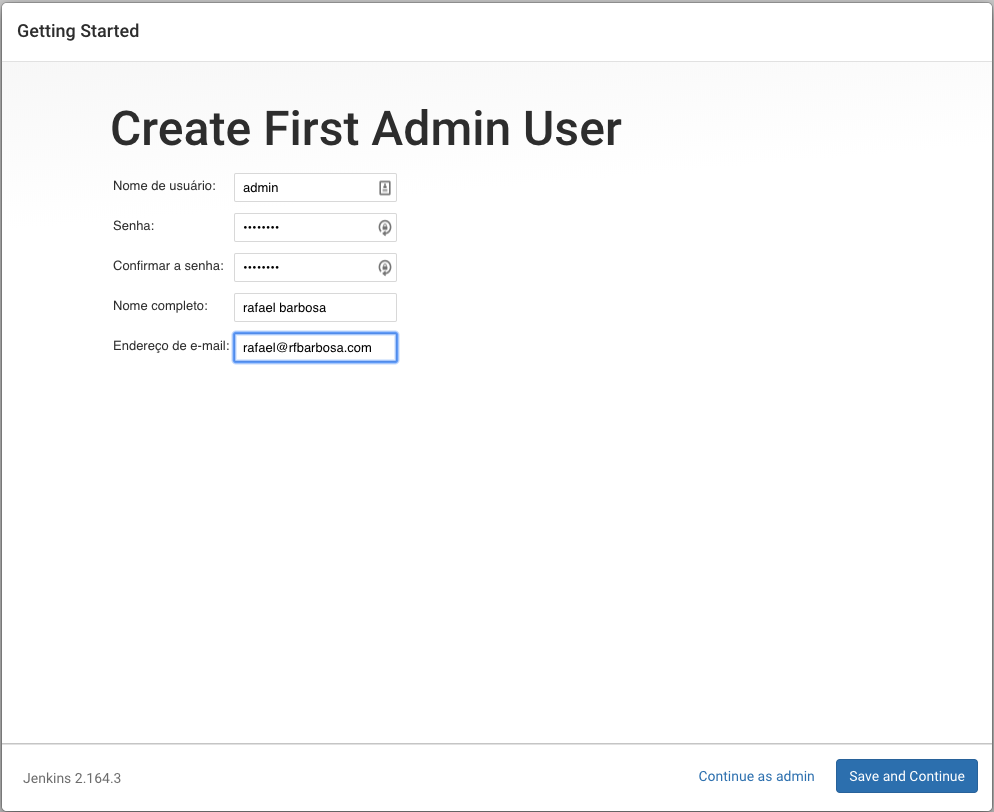 Getting Started
Create First Admin User
Nome de usuário: admin
Senha: ••••••••
Confirmar a senha: ••••••••
Nome completo: rafael barbosa
Endereço de e-mail: rafael@rfbarbosa.com
Jenkins 2.164.3 Continue as admin Save and Continue